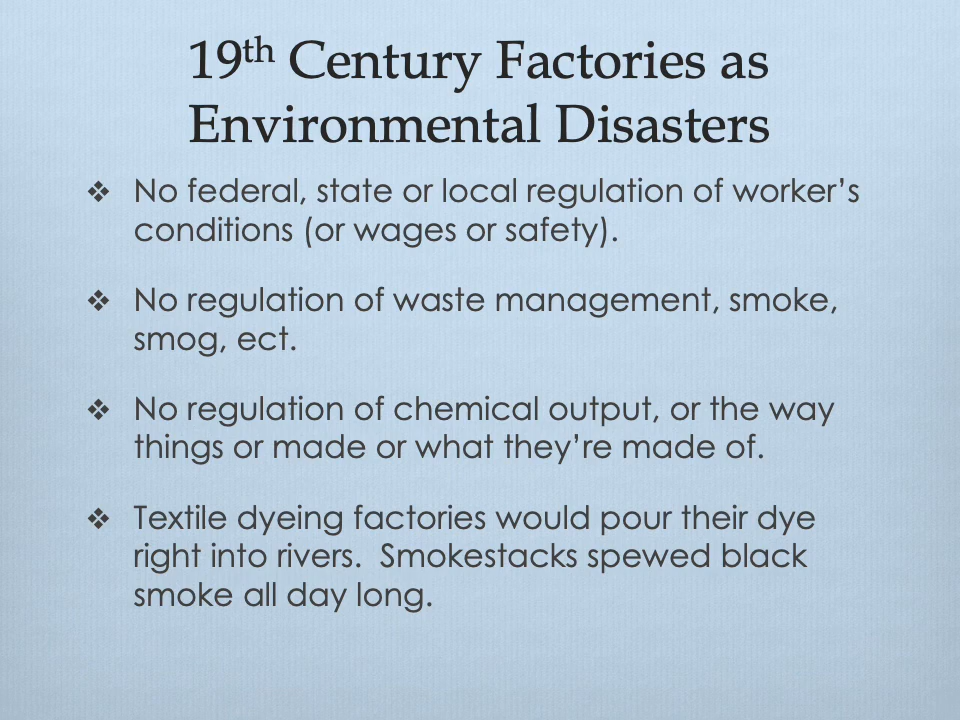 19th Century Factories as
Environmental Disasters
❖ No federal, state or local regulation of worker's
conditions (or wages or safety).
❖ No regulation of waste management, smoke,
smog, ect.
❖ No regulation of chemical output, or the way
things or made or what they're made of.
❖ Textile dyeing factories would pour their dye
right into rivers.  Smokestacks spewed black
smoke all day long.